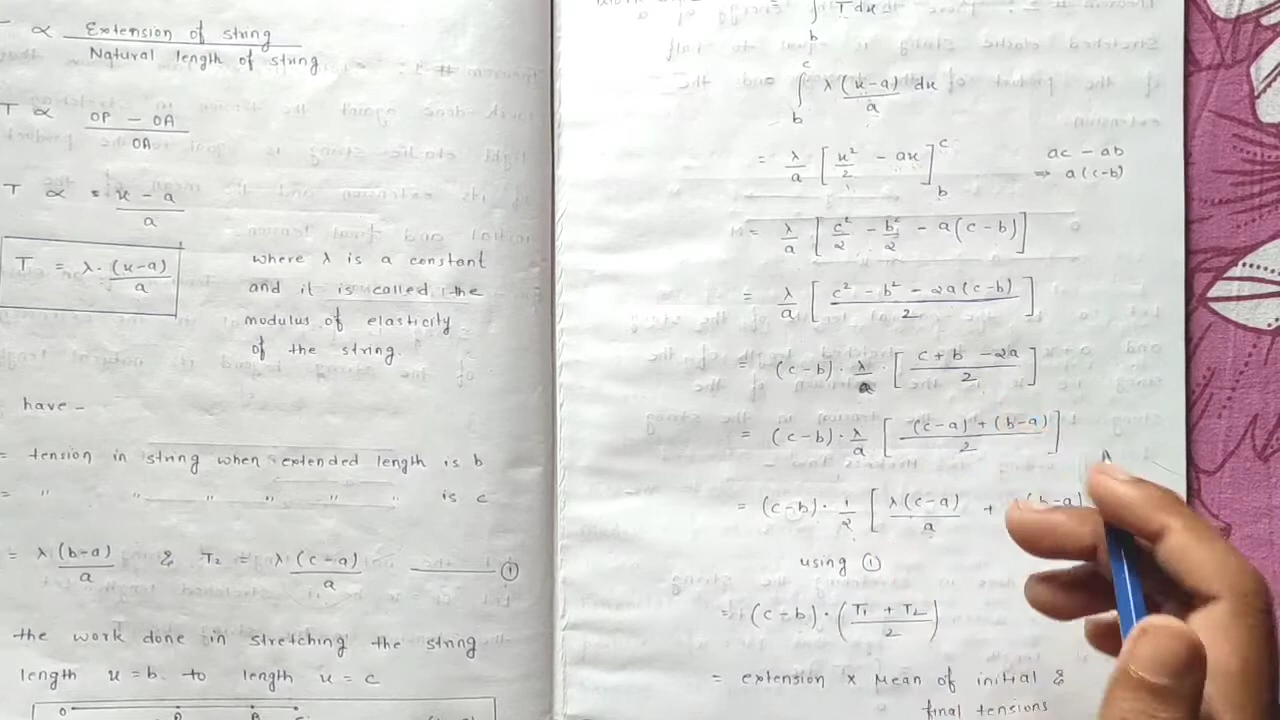 T ∝ Extension of string / Natural length of string
T ∝ OP - OA / OA
T ∝ = x - a / a
T = λ. (x-a) / a
where λ is a constant
and it is called the
modulus of elasticity
of the string.
have -
= tension in string when extended length is b
= " " " " " is c
= λ(b-a) / a & T₂ = λ(c-a) / a ——— ①
the work done in stretching the string
length x = b to length x = c
O A B C
= ∫ T dx
b
∫_b^c λ (x-a) / a dx
= λ/a [x²/2 - ax]_b^c
ac - ab
⇒ a(c-b)
= λ/a [c²/2 - b²/2 - a(c-b)]
= λ/a [(c² - b² - 2a(c-b)) / 2]
= (c-b) · λ/a · [(c+b-2a) / 2]
= (c-b) · λ/a [((c-a) + (b-a)) / 2]
= (c-b) · 1/2 [λ(c-a) / a + (b-a)
using ①
= (c-b) · (T₁ + T₂ / 2)
= extension x Mean of initial &
final tensions